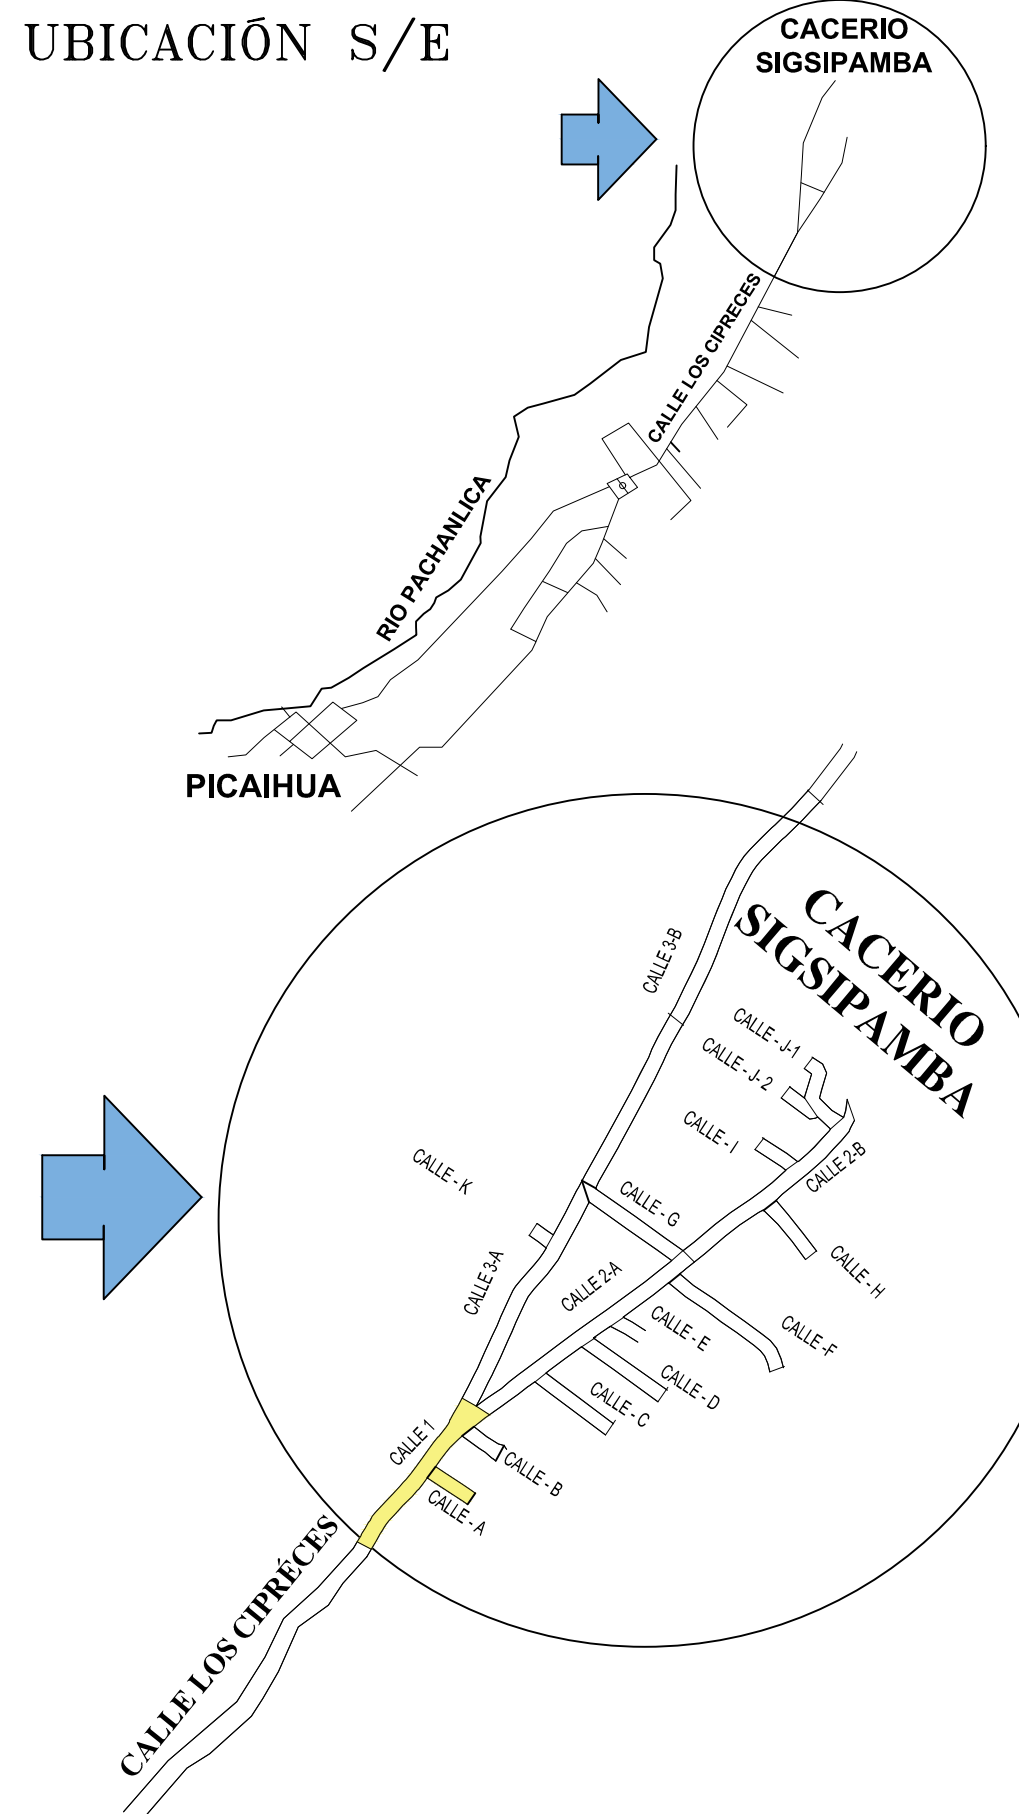 UBICACIÓN S/E
CACERIO
SIGSIPAMBA
CALLE LOS CIPRECES
RIO PACHANLICA
PICAIHUA
CACERIO
SIGSIPAMBA
CALLE 3-B
CALLE - J-1
CALLE - J-2
CALLE - I
CALLE 2-B
CALLE - K
CALLE - G
CALLE - H
CALLE 3-A
CALLE 2-A
CALLE - E
CALLE -F
CALLE - D
CALLE - C
CALLE 1
CALLE - B
CALLE - A
CALLE LOS CIPRÉCES